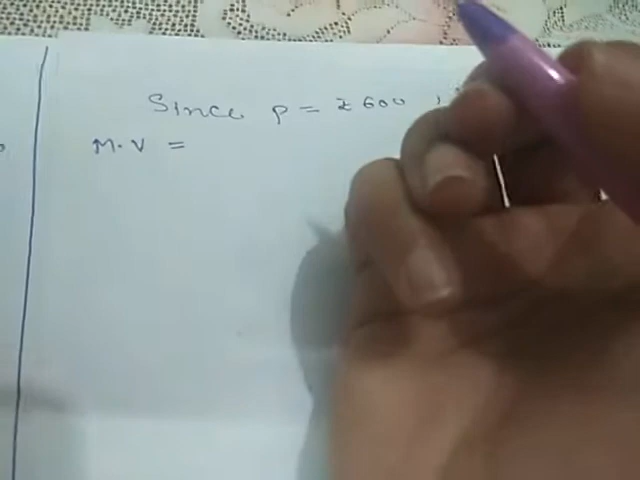 Since P = ₹ 600 ,
M.V =